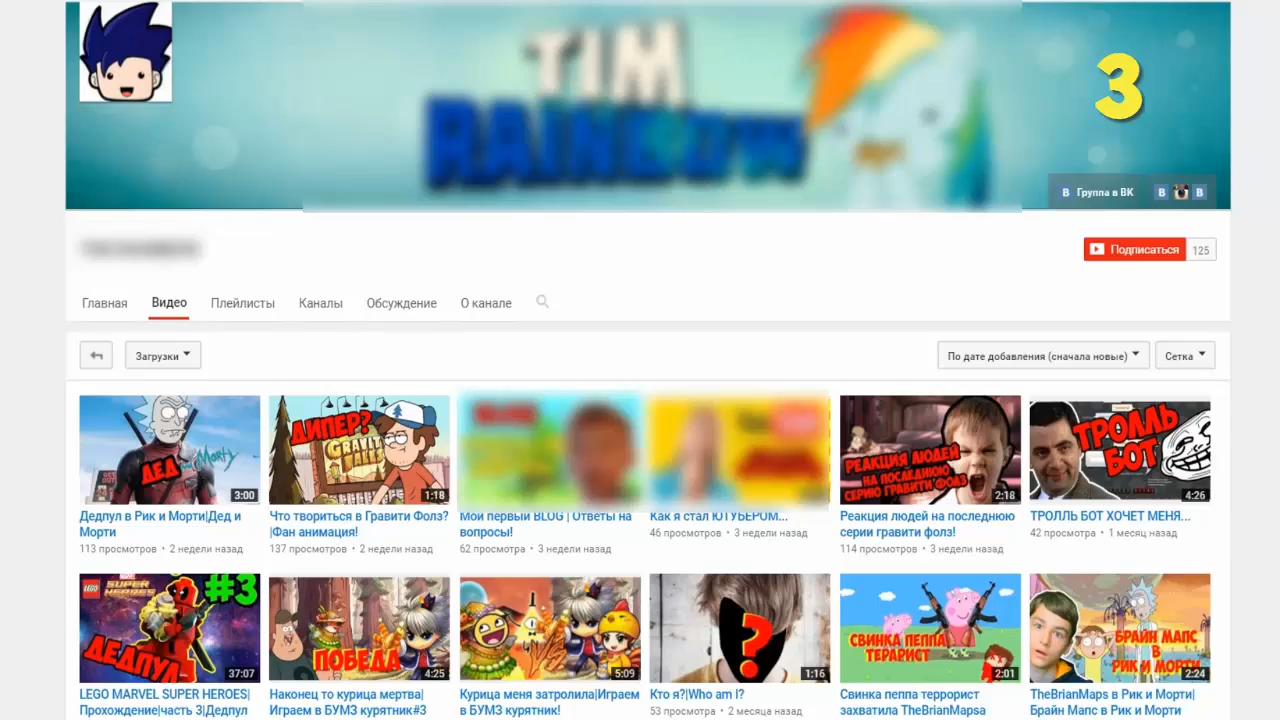 TIM
RAINBOW
3
Группа в ВК
Подписаться
125
Главная
Видео
Плейлисты
Каналы
Обсуждение
О канале
Загрузки
По дате добавления (сначала новые)
Сетка
ДЕД
and Morty
3:00
Дедпул в Рик и Морти|Дед и
Морти
113 просмотров • 2 недели назад
ДИПЕР?
GRAVITY
FALLS
1:18
Что твориться в Гравити Фолз?
|Фан анимация!
137 просмотров • 2 недели назад
Мой первый BLOG | Ответы на
вопросы!
62 просмотра • 3 недели назад
Как я стал ЮТУБЕРОМ...
46 просмотров • 3 недели назад
РЕАКЦИЯ ЛЮДЕЙ
НА ПОСЛЕДНЮЮ
СЕРИЮ ГРАВИТИ ФОЛЗ
2:18
Реакция людей на последнюю
серии гравити фолз!
114 просмотров • 3 недели назад
ТРОЛЛЬ
БОТ
4:26
ТРОЛЛЬ БОТ ХОЧЕТ МЕНЯ...
42 просмотра • 1 месяц назад
LEGO
MARVEL
SUPER
HEROES
#3
ДЕДПУЛ
37:07
LEGO MARVEL SUPER HEROES|
Прохождение|часть 3|Дедпул
ПОБЕДА
4:25
Наконец то курица мертва|
Играем в БУМЗ курятник#3
5:09
Курица меня затролила|Играем
в БУМЗ курятник!
?
1:16
Кто я?|Who am I?
53 просмотра • 2 месяца назад
СВИНКА ПЕППА
ТЕРАРИСТ
2:01
Свинка пеппа террорист
захватила TheBrianMapsа
БРАЙН МАПС
В
РИК И МОРТИ
2:24
TheBrianMaps в Рик и Морти|
Брайн Мапс в Рик и Морти